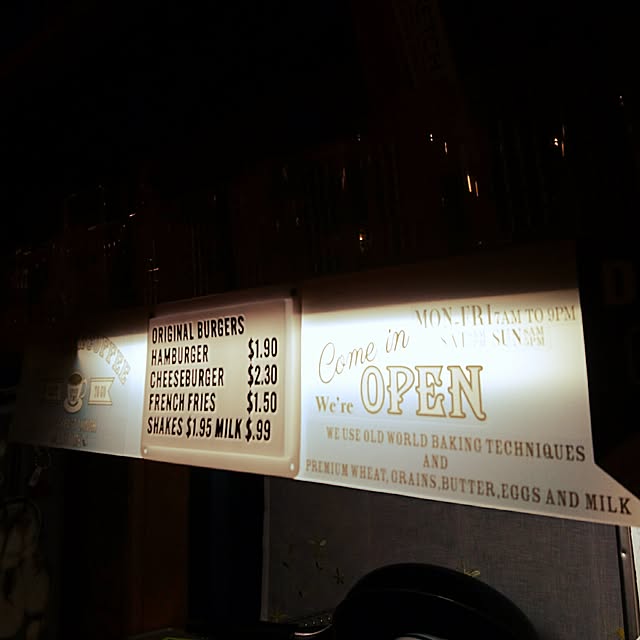 COFFEE
ORIGINAL BURGERS
HAMBURGER $1.90
CHEESEBURGER $2.30
FRENCH FRIES $1.50
SHAKES $1.95 MILK $.99
Come in
MON-FRI 7AM TO 9PM
SUN
We're OPEN
WE USE OLD WORLD BAKING TECHNIQUES
AND
PREMIUM WHEAT, GRAINS, BUTTER, EGGS AND MILK